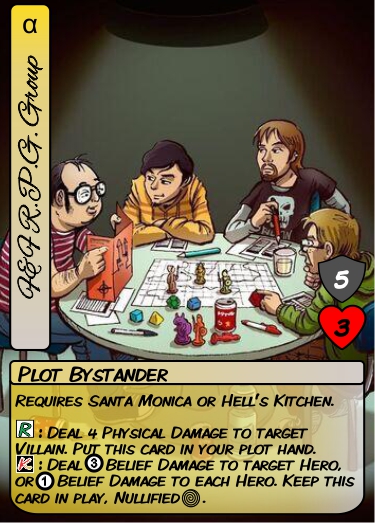 α
H&H R.P.G. Group
5
3
PLOT BYSTANDER
REQUIRES SANTA MONICA OR HELL'S KITCHEN.
R : DEAL 4 PHYSICAL DAMAGE TO TARGET
VILLAIN. PUT THIS CARD IN YOUR PLOT HAND.
K : DEAL 3 BELIEF DAMAGE TO TARGET HERO,
OR 1 BELIEF DAMAGE TO EACH HERO. KEEP THIS
CARD IN PLAY, NULLIFIED.